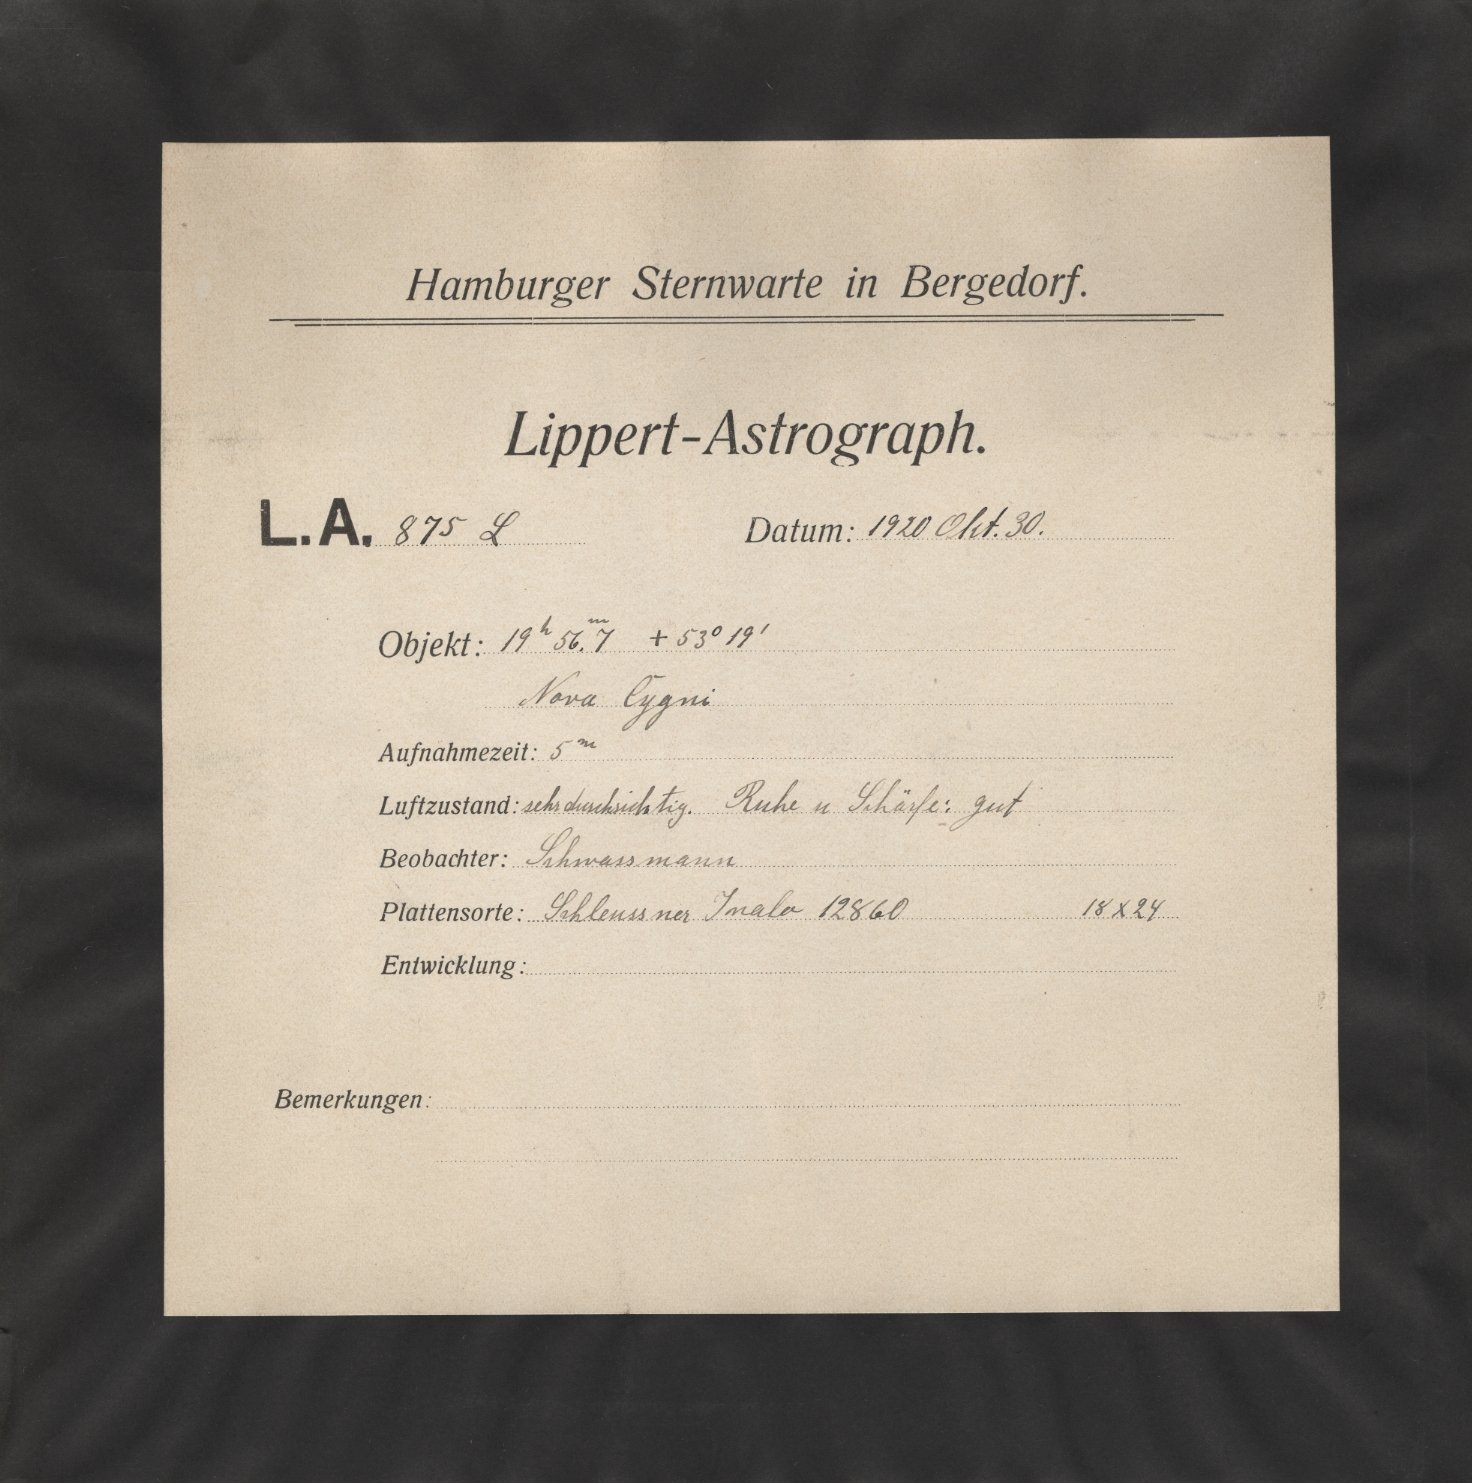 Hamburger Sternwarte in Bergedorf.
Lippert-Astrograph.
L.A. 875 L Datum: 1920 Okt. 30.
Objekt: 19h 56.m7 + 53° 19'
Nova Cygni
Aufnahmezeit: 5m
Luftzustand: sehr durchsichtig. Ruhe u Schärfe: gut
Beobachter: Schwassmann
Plattensorte: Schleussner Inalo 12860 18 x 24
Entwicklung:
Bemerkungen: